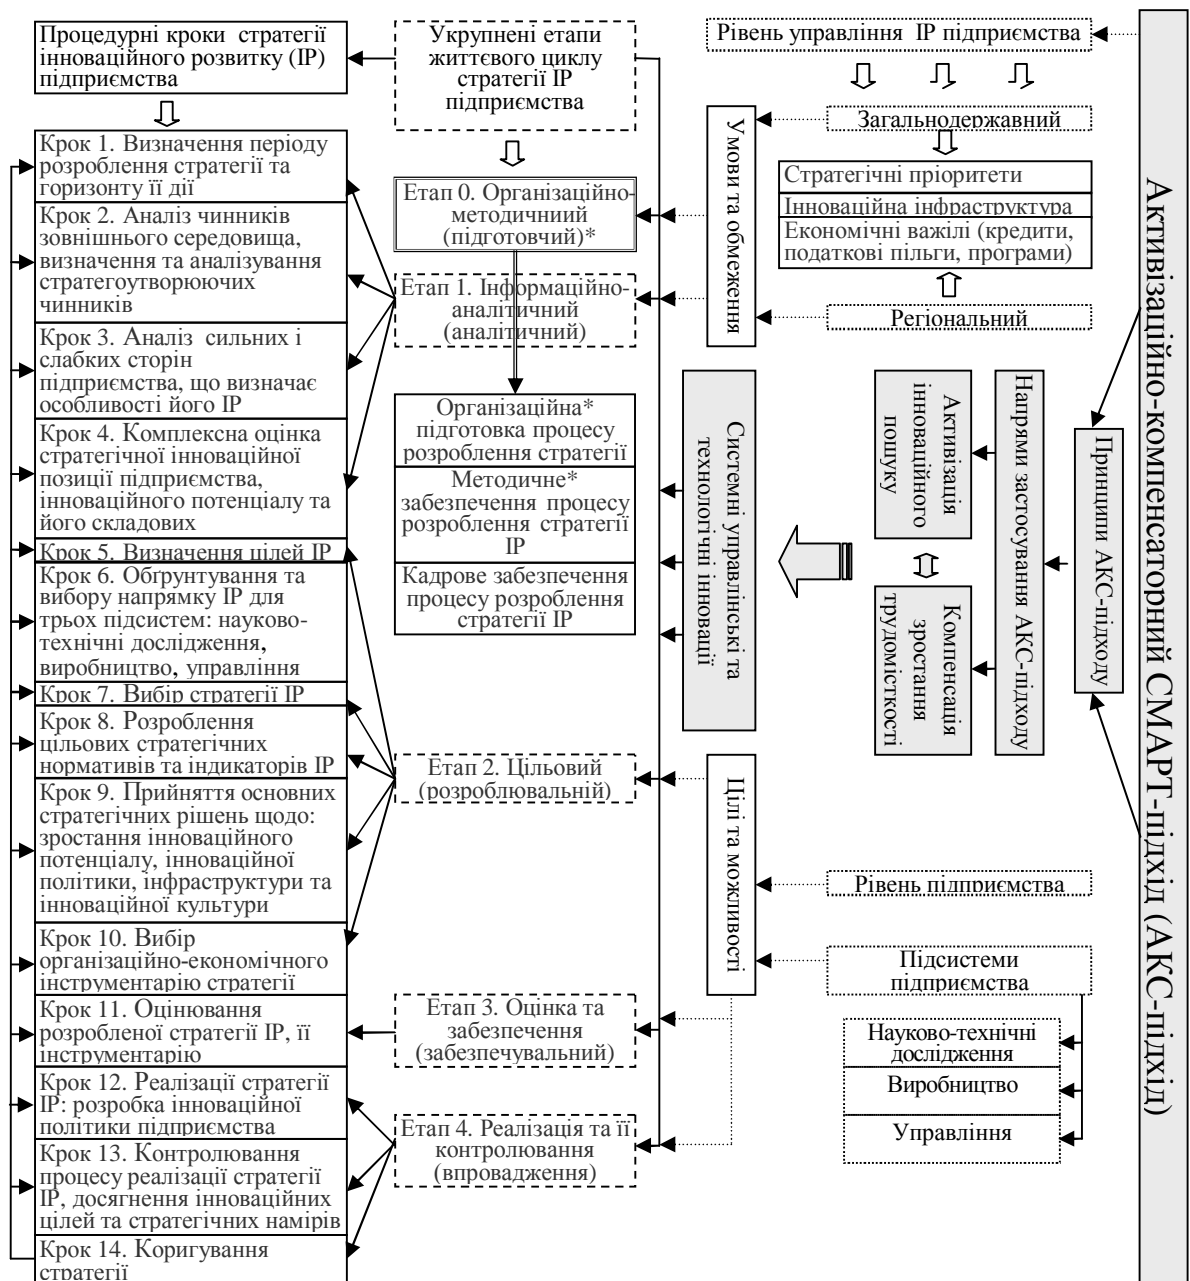 Процедурні кроки стратегії
інноваційного розвитку (ІР)
підприємства
Крок 1. Визначення періоду
розроблення стратегії та
горизонту її дії
Крок 2. Аналіз чинників
зовнішнього середовища,
визначення та аналізування
стратегоутворюючих
чинників
Крок 3. Аналіз сильних і
слабких сторін
підприємства, що визначає
особливості його ІР
Крок 4. Комплексна оцінка
стратегічної інноваційної
позиції підприємства,
інноваційного потенціалу та
його складових
Крок 5. Визначення цілей ІР
Крок 6. Обґрунтування та
вибору напрямку ІР для
трьох підсистем: науково-
технічні дослідження,
виробництво, управління
Крок 7. Вибір стратегії ІР
Крок 8. Розроблення
цільових стратегічних
нормативів та індикаторів ІР
Крок 9. Прийняття основних
стратегічних рішень щодо:
зростання інноваційного
потенціалу, інноваційної
політики, інфраструктури та
інноваційної культури
Крок 10. Вибір
організаційно-економічного
інструментарію стратегії
Крок 11. Оцінювання
розробленої стратегії ІР, її
інструментарію
Крок 12. Реалізації стратегії
ІР: розробка інноваційної
політики підприємства
Крок 13. Контролювання
процесу реалізації стратегії
ІР, досягнення інноваційних
цілей та стратегічних намірів
Крок 14. Коригування
стратегії
Укрупнені етапи
життєвого циклу
стратегії ІР
підприємства
Етап 0. Організаційно-
методичниий
(підготовчий)*
Етап 1. Інформаційно-
аналітичний
(аналітичний)
Організаційна*
підготовка процесу
розроблення стратегії
Методичне*
забезпечення процесу
розроблення стратегії
ІР
Кадрове забезпечення
процесу розроблення
стратегії ІР
Етап 2. Цільовий
(розроблювальній)
Етап 3. Оцінка та
забезпечення
(забезпечувальний)
Етап 4. Реалізація та її
контролювання
(впровадження)
Рівень управління ІР підприємства
Умови та обмеження
Загальнодержавний
Стратегічні пріоритети
Інноваційна інфраструктура
Економічні важілі (кредити,
податкові пільги, програми)
Регіональний
Системні управлінські та
технологічні інновації
Активізація
інноваційного
пошуку
Компенсація
зростання
трудомісткості
Напрями застосування АКС-підходу
Принципи АКС-підходу
Цілі та можливості
Рівень підприємства
Підсистеми
підприємства
Науково-технічні
дослідження
Виробництво
Управління
Активізаційно-компенсаторний СМАРТ-підхід (АКС-підхід)